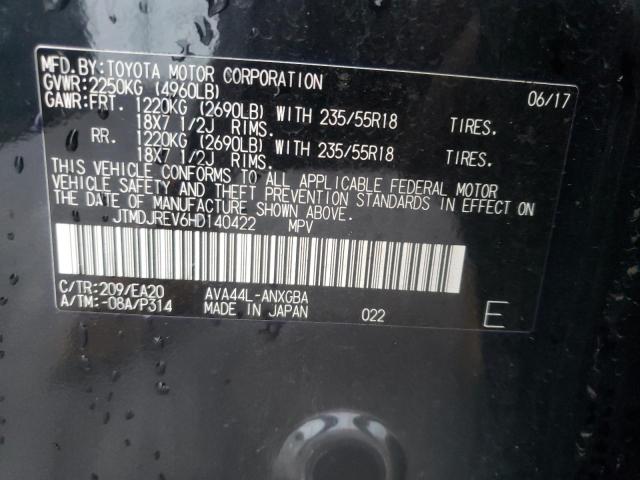 MFD.BY:TOYOTA MOTOR CORPORATION 06/17
GVWR:2250KG (4960LB)
GAWR:FRT. 1220KG (2690LB) WITH 235/55R18 TIRES.
18X7 1/2J RIMS.
RR. 1220KG (2690LB) WITH 235/55R18 TIRES.
18X7 1/2J RIMS.
THIS VEHICLE CONFORMS TO ALL APPLICABLE FEDERAL MOTOR
VEHICLE SAFETY AND THEFT PREVENTION STANDARDS IN EFFECT ON
THE DATE OF MANUFACTURE SHOWN ABOVE.
JTMDJREV6HD140422 MPV
C/TR:209/EA20 AVA44L-ANXGBA
A/TM:-08A/P314 MADE IN JAPAN 022 E